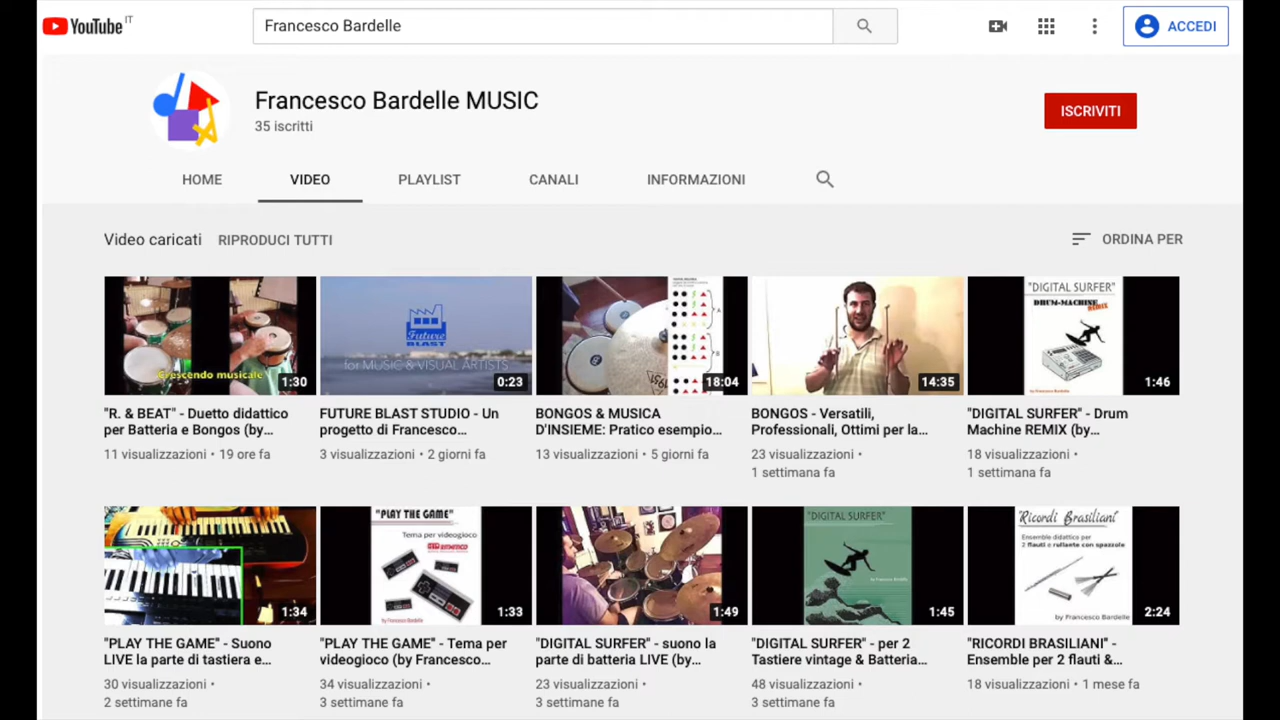 YouTube IT
Francesco Bardelle
ACCEDI
Francesco Bardelle MUSIC
35 iscritti
ISCRIVITI
HOME
VIDEO
PLAYLIST
CANALI
INFORMAZIONI
Video caricati
RIPRODUCI TUTTI
ORDINA PER
Crescendo musicale
1:30
Future
BLAST
for MUSIC & VISUAL ARTISTS
0:23
A
B
18:04
14:35
"DIGITAL SURFER"
DRUM-MACHINE
REMIX
by Francesco Bardelle
1:46
"R. & BEAT" - Duetto didattico
per Batteria e Bongos (by...
11 visualizzazioni • 19 ore fa
FUTURE BLAST STUDIO - Un
progetto di Francesco...
3 visualizzazioni • 2 giorni fa
BONGOS & MUSICA
D'INSIEME: Pratico esempio...
13 visualizzazioni • 5 giorni fa
BONGOS - Versatili,
Professionali, Ottimi per la...
23 visualizzazioni •
1 settimana fa
"DIGITAL SURFER" - Drum
Machine REMIX (by...
18 visualizzazioni •
1 settimana fa
1:34
"PLAY THE GAME"
Tema per videogioco
by Francesco Bardelle
1:33
1:49
"DIGITAL SURFER"
by Francesco Bardelle
1:45
Ricordi Brasiliani
Ensemble didattico per
2 flauti e rullante con spazzole
by Francesco Bardelle
2:24
"PLAY THE GAME" - Suono
LIVE la parte di tastiera e...
30 visualizzazioni •
2 settimane fa
"PLAY THE GAME" - Tema per
videogioco (by Francesco...
34 visualizzazioni •
3 settimane fa
"DIGITAL SURFER" - suono la
parte di batteria LIVE (by...
23 visualizzazioni •
3 settimane fa
"DIGITAL SURFER" - per 2
Tastiere vintage & Batteria...
48 visualizzazioni •
3 settimane fa
"RICORDI BRASILIANI" -
Ensemble per 2 flauti &...
18 visualizzazioni • 1 mese fa